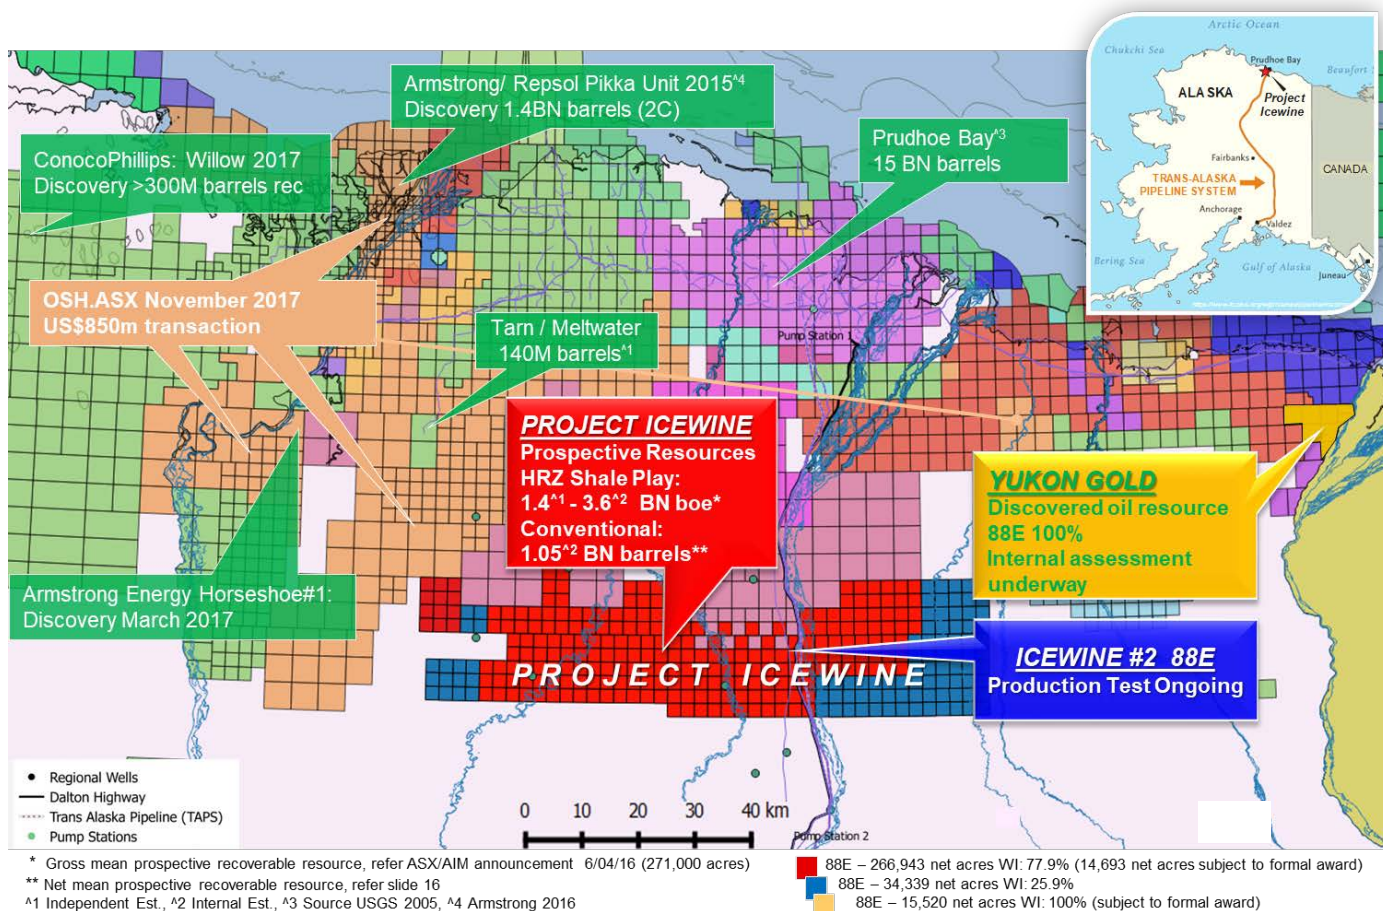 Arctic Ocean
Chukchi Sea
Prudhoe Bay
Beaufort
ALASKA
Project
Icewine
Fairbanks
CANADA
TRANS-ALASKA
PIPELINE SYSTEM
Anchorage
Valdez
Bering Sea
Gulf of Alaska
Juneau
Armstrong/ Repsol Pikka Unit 2015^4
Discovery 1.4BN barrels (2C)
Prudhoe Bay^3
15 BN barrels
ConocoPhillips: Willow 2017
Discovery >300M barrels rec
OSH.ASX November 2017
US$850m transaction
Tarn / Meltwater
140M barrels^1
Pump Station 1
PROJECT ICEWINE
Prospective Resources
HRZ Shale Play:
1.4^1 - 3.6^2 BN boe*
Conventional:
1.05^2 BN barrels**
YUKON GOLD
Discovered oil resource
88E 100%
Internal assessment
underway
Armstrong Energy Horseshoe#1:
Discovery March 2017
ICEWINE #2 88E
Production Test Ongoing
PROJECT ICEWINE
Regional Wells
Dalton Highway
Trans Alaska Pipeline (TAPS)
Pump Stations
0 10 20 30 40 km
Pump Station 2
* Gross mean prospective recoverable resource, refer ASX/AIM announcement 6/04/16 (271,000 acres)
** Net mean prospective recoverable resource, refer slide 16
^1 Independent Est., ^2 Internal Est., ^3 Source USGS 2005, ^4 Armstrong 2016
88E – 266,943 net acres WI: 77.9% (14,693 net acres subject to formal award)
88E – 34,339 net acres WI: 25.9%
88E – 15,520 net acres WI: 100% (subject to formal award)